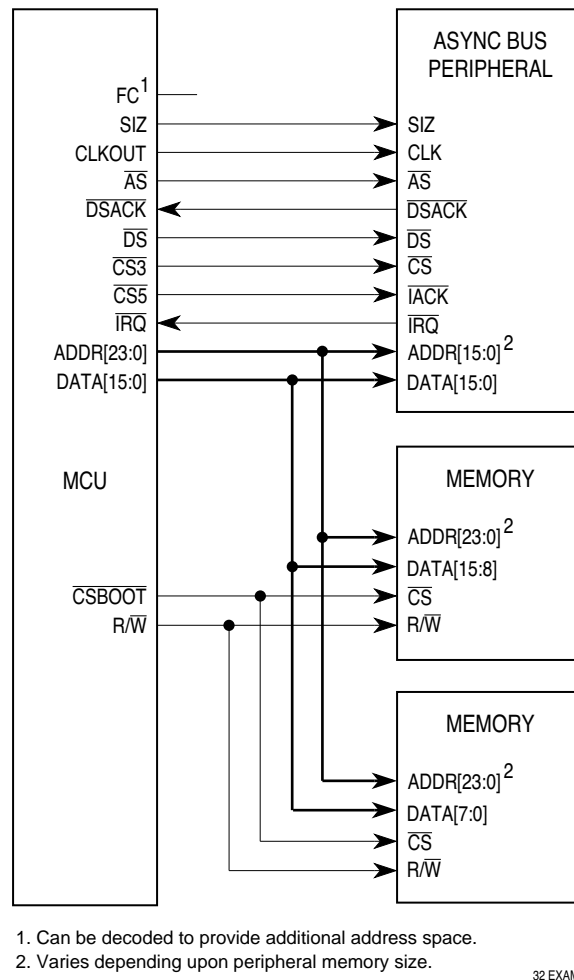 ASYNC BUS
PERIPHERAL
FC1
SIZ
SIZ
CLKOUT
CLK
AS
AS
DSACK
DSACK
DS
DS
CS3
CS
CS5
IACK
IRQ
IRQ
ADDR[23:0]
ADDR[15:0]2
DATA[15:0]
DATA[15:0]
MCU
MEMORY
ADDR[23:0]2
DATA[15:8]
CSBOOT
CS
R/W
R/W
MEMORY
ADDR[23:0]2
DATA[7:0]
CS
R/W
1. Can be decoded to provide additional address space.
2. Varies depending upon peripheral memory size.